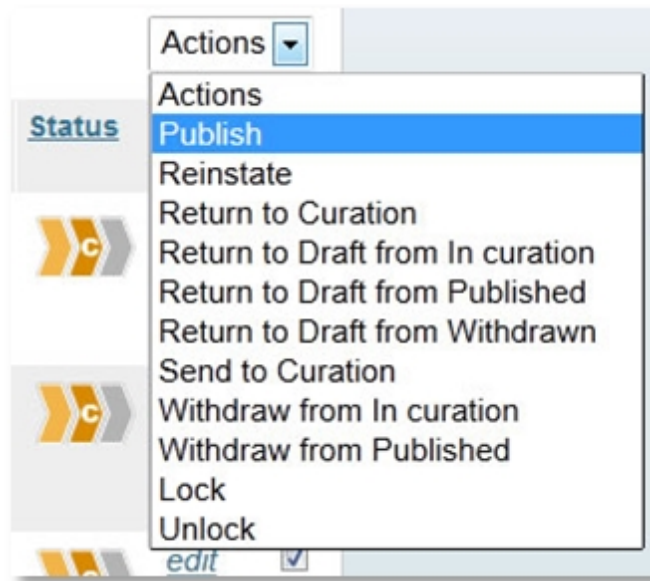 Actions
Actions
Status
Publish
Reinstate
Return to Curation
Return to Draft from In curation
Return to Draft from Published
Return to Draft from Withdrawn
Send to Curation
Withdraw from In curation
Withdraw from Published
Lock
Unlock
edit
C
C